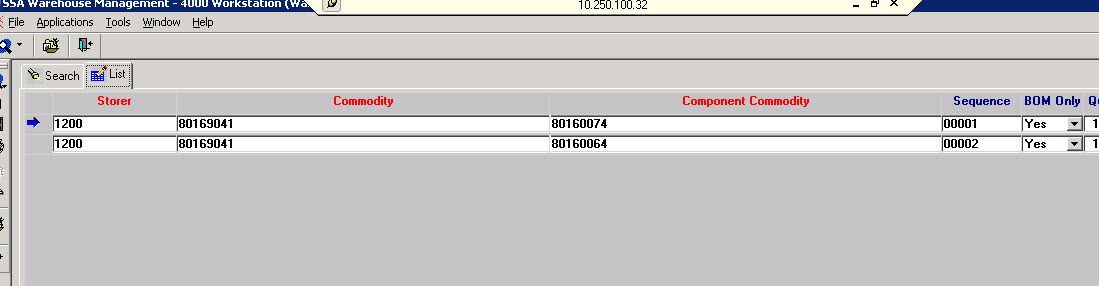 SSA Warehouse Management - 4000 Workstation (Wa
10.250.100.32
File Applications Tools Window Help
Search List
Storer Commodity Component Commodity Sequence BOM Only
1200 80169041 80160074 00001 Yes 1
1200 80169041 80160064 00002 Yes 1